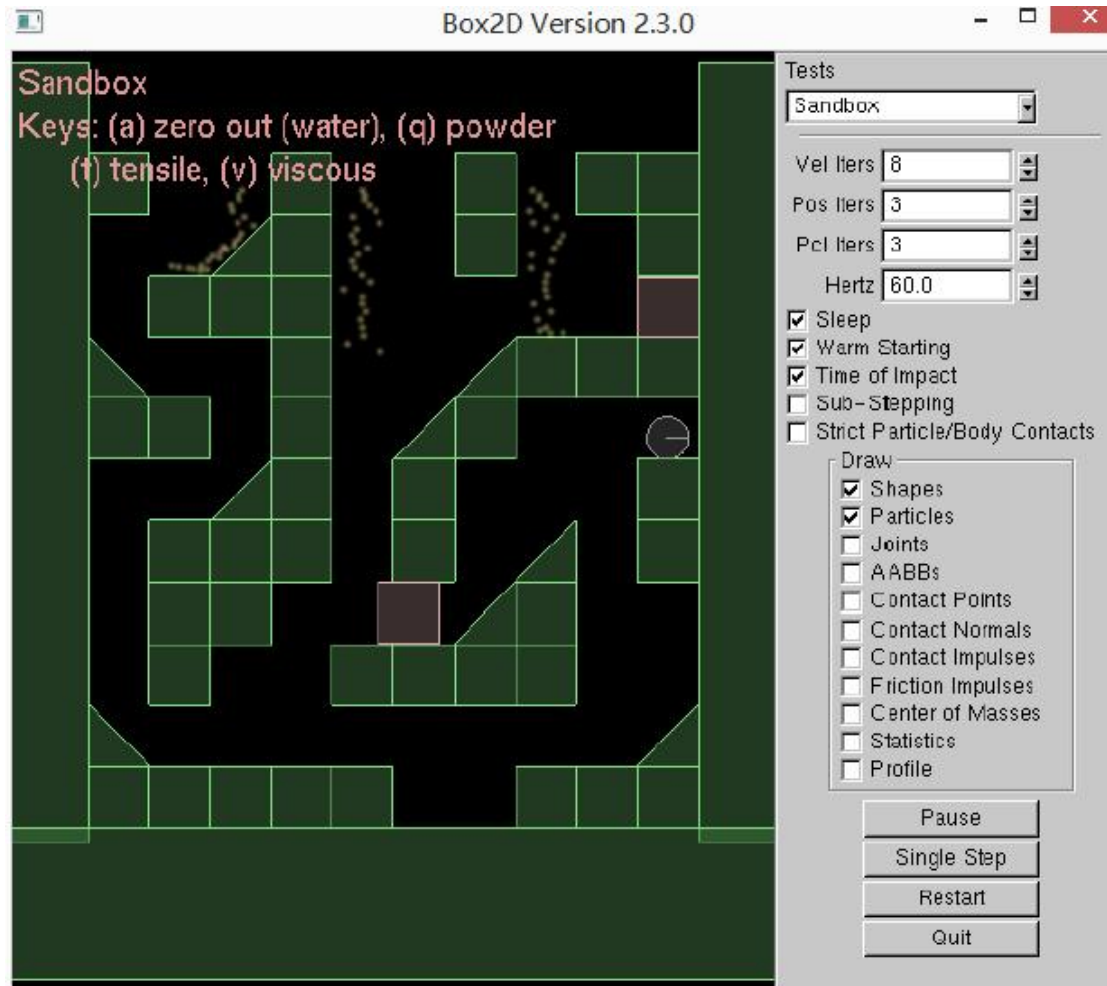 Box2D Version 2.3.0
Sandbox
Keys: (a) zero out (water), (q) powder
(t) tensile, (v) viscous
Tests
Sandbox
Vel Iters 8
Pos Iters 3
Pcl Iters 3
Hertz 60.0
Sleep
Warm Starting
Time of Impact
Sub-Stepping
Strict Particle/Body Contacts
Draw
Shapes
Particles
Joints
AABBs
Contact Points
Contact Normals
Contact Impulses
Friction Impulses
Center of Masses
Statistics
Profile
Pause
Single Step
Restart
Quit